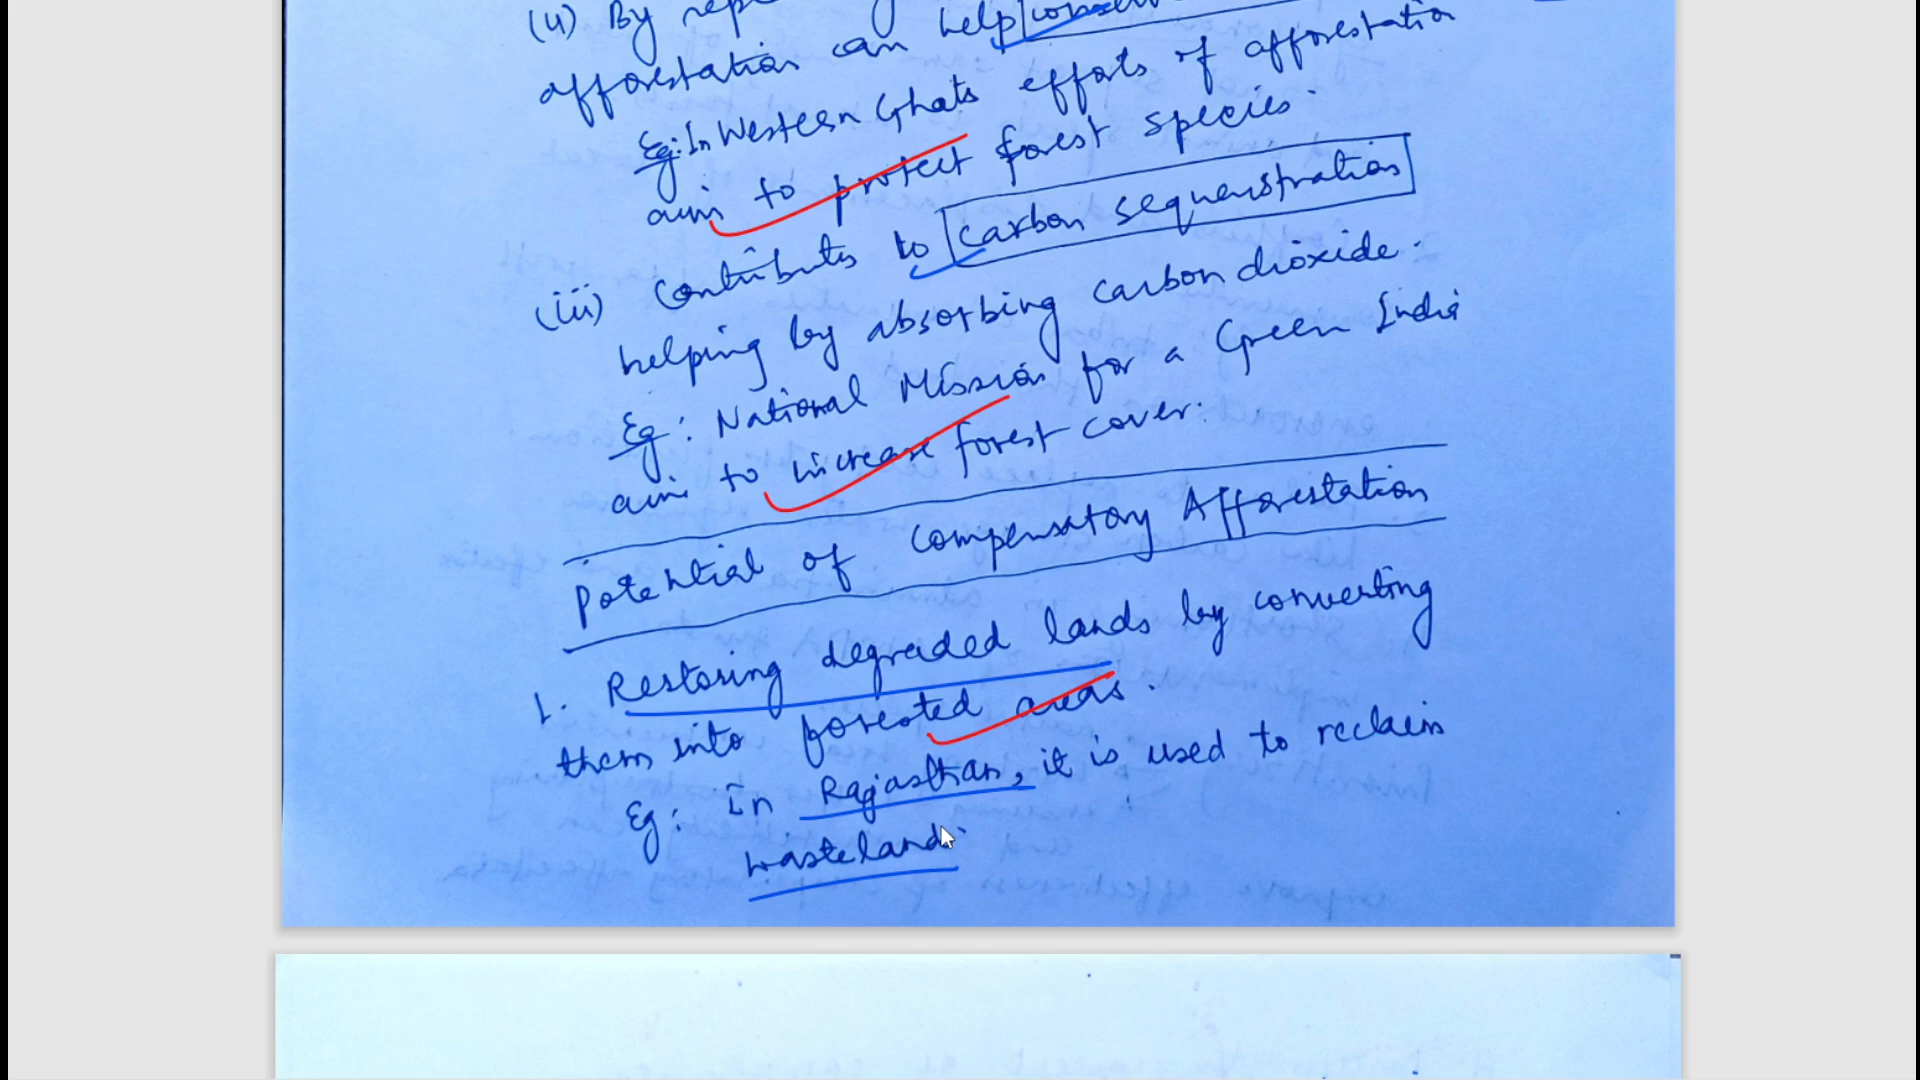 (ii) By
afforestation can help
Eg: In Western Ghats efforts of afforestation
aim to protect forest species.
(iii) Contributes to carbon sequenstration
helping by absorbing carbon dioxide.
Eg: National Mission for a Green India
aim to increase forest cover.
Potential of Compensatory Afforestation
1. Restoring degraded lands by converting
them into forested areas.
Eg: In Rajasthan, it is used to reclaim
wasteland.